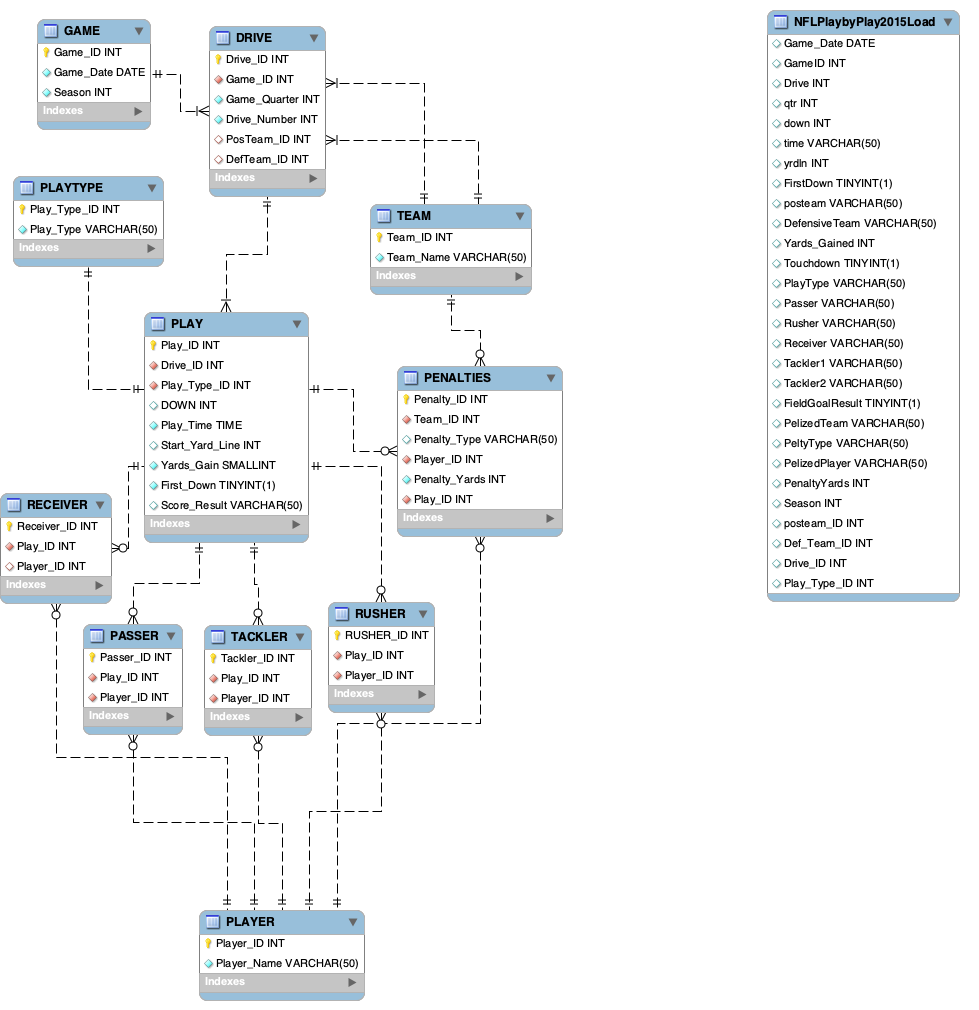 GAME
Game_ID INT
Game_Date DATE
Season INT
Indexes
DRIVE
Drive_ID INT
Game_ID INT
Game_Quarter INT
Drive_Number INT
PosTeam_ID INT
DefTeam_ID INT
Indexes
PLAYTYPE
Play_Type_ID INT
Play_Type VARCHAR(50)
Indexes
TEAM
Team_ID INT
Team_Name VARCHAR(50)
Indexes
PLAY
Play_ID INT
Drive_ID INT
Play_Type_ID INT
DOWN INT
Play_Time TIME
Start_Yard_Line INT
Yards_Gain SMALLINT
First_Down TINYINT(1)
Score_Result VARCHAR(50)
Indexes
PENALTIES
Penalty_ID INT
Team_ID INT
Penalty_Type VARCHAR(50)
Player_ID INT
Penalty_Yards INT
Play_ID INT
Indexes
RECEIVER
Receiver_ID INT
Play_ID INT
Player_ID INT
Indexes
PASSER
Passer_ID INT
Play_ID INT
Player_ID INT
Indexes
TACKLER
Tackler_ID INT
Play_ID INT
Player_ID INT
Indexes
RUSHER
RUSHER_ID INT
Play_ID INT
Player_ID INT
Indexes
PLAYER
Player_ID INT
Player_Name VARCHAR(50)
Indexes
NFLPlaybyPlay2015Load
Game_Date DATE
GameID INT
Drive INT
qtr INT
down INT
time VARCHAR(50)
yrdln INT
FirstDown TINYINT(1)
posteam VARCHAR(50)
DefensiveTeam VARCHAR(50)
Yards_Gained INT
Touchdown TINYINT(1)
PlayType VARCHAR(50)
Passer VARCHAR(50)
Rusher VARCHAR(50)
Receiver VARCHAR(50)
Tackler1 VARCHAR(50)
Tackler2 VARCHAR(50)
FieldGoalResult TINYINT(1)
PelizedTeam VARCHAR(50)
PeltyType VARCHAR(50)
PelizedPlayer VARCHAR(50)
PenaltyYards INT
Season INT
posteam_ID INT
Def_Team_ID INT
Drive_ID INT
Play_Type_ID INT